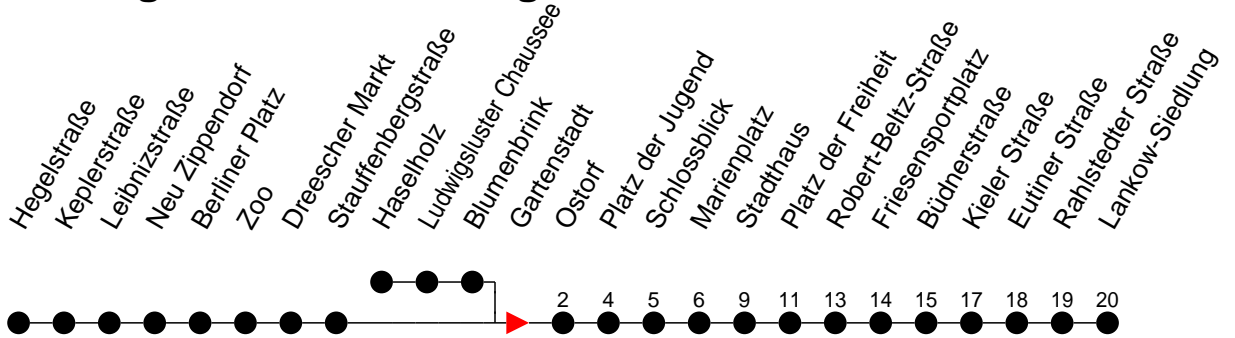 Hegelstraße
Keplerstraße
Leibnizstraße
Neu Zippendorf
Berliner Platz
Zoo
Dreescher Markt
Stauffenbergstraße
Haselholz
Ludwigsluster Chaussee
Blumenbrink
Gartenstadt
Ostorf
Platz der Jugend
Schlossblick
Marienplatz
Stadthaus
Platz der Freiheit
Robert-Beltz-Straße
Friesensportplatz
Büdnerstraße
Kieler Straße
Eutiner Straße
Rahlstedter Straße
Lankow-Siedlung
2 4 5 6 9 11 13 14 15 17 18 19 20